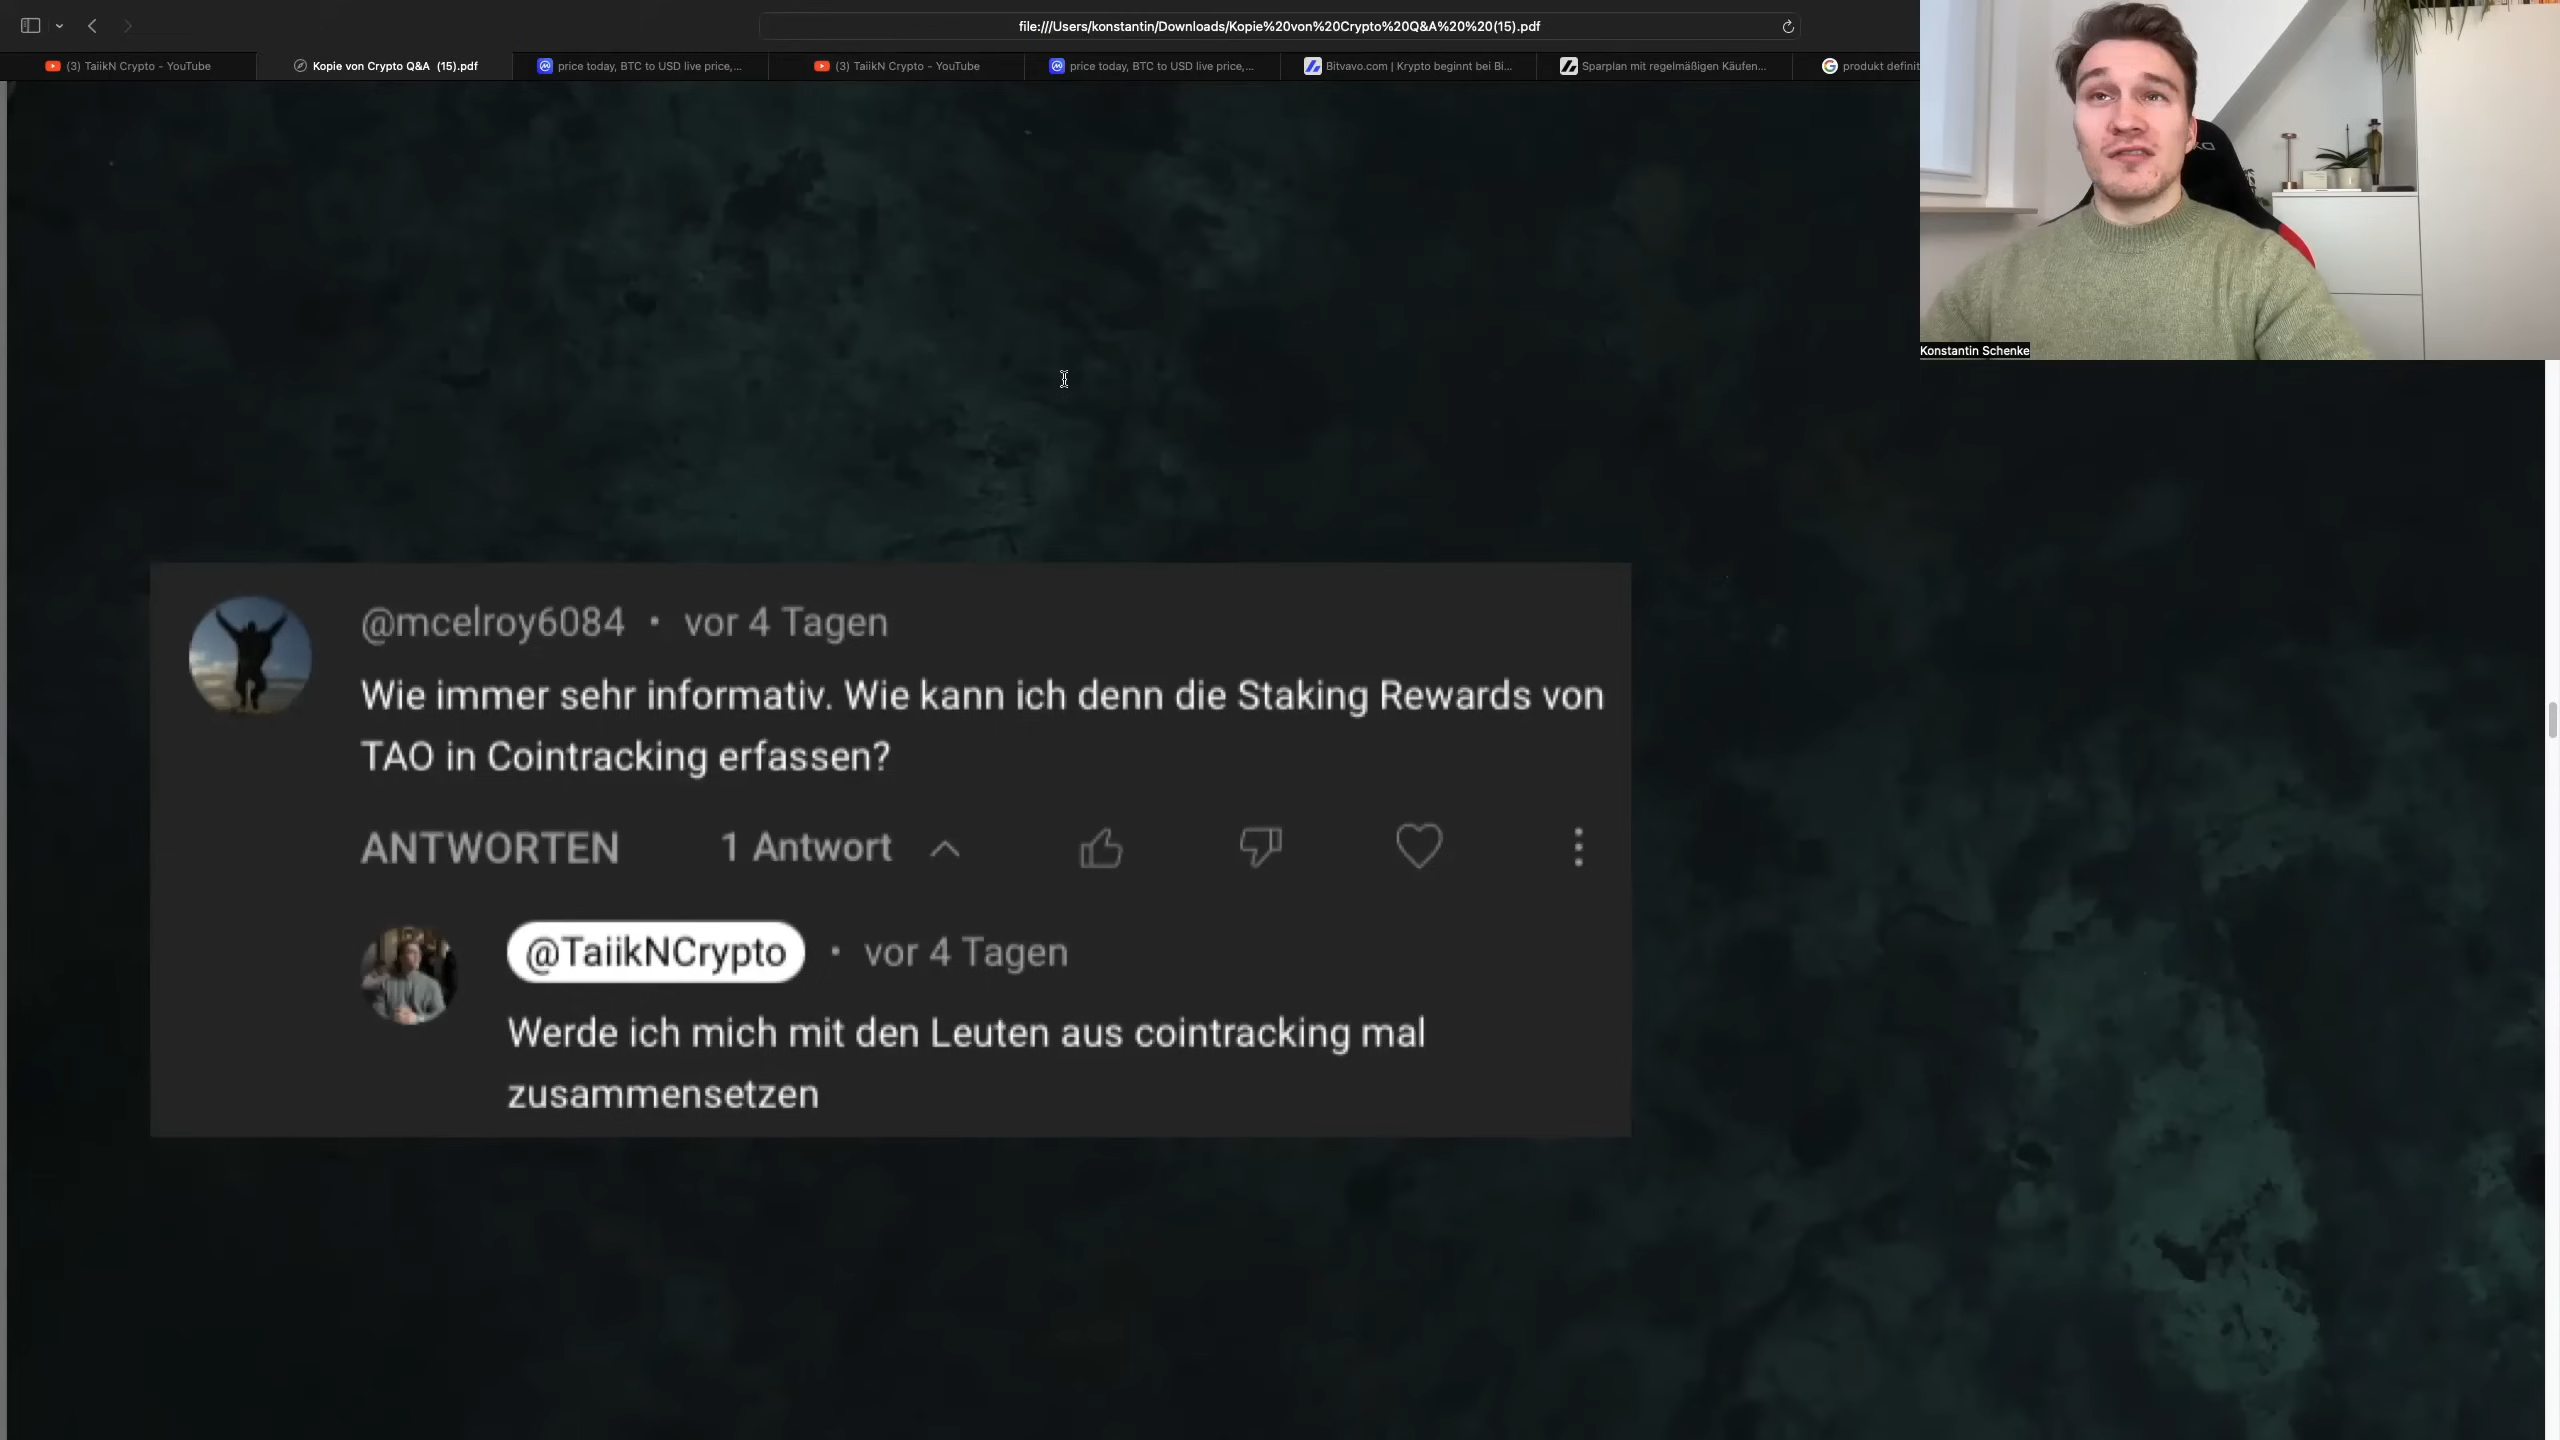 file:///Users/konstantin/Downloads/Kopie%20von%20Crypto%20Q&A%20%20(15).pdf
(3) TaiikN Crypto - YouTube
Kopie von Crypto Q&A (15).pdf
price today, BTC to USD live price,...
(3) TaiikN Crypto - YouTube
price today, BTC to USD live price,...
Bitvavo.com | Krypto beginnt bei Bi...
Sparplan mit regelmäßigen Käufen...
produkt definit
Konstantin Schenke
@mcelroy6084 • vor 4 Tagen
Wie immer sehr informativ. Wie kann ich denn die Staking Rewards von
TAO in Cointracking erfassen?
ANTWORTEN 1 Antwort
@TaiikNCrypto • vor 4 Tagen
Werde ich mich mit den Leuten aus cointracking mal
zusammensetzen